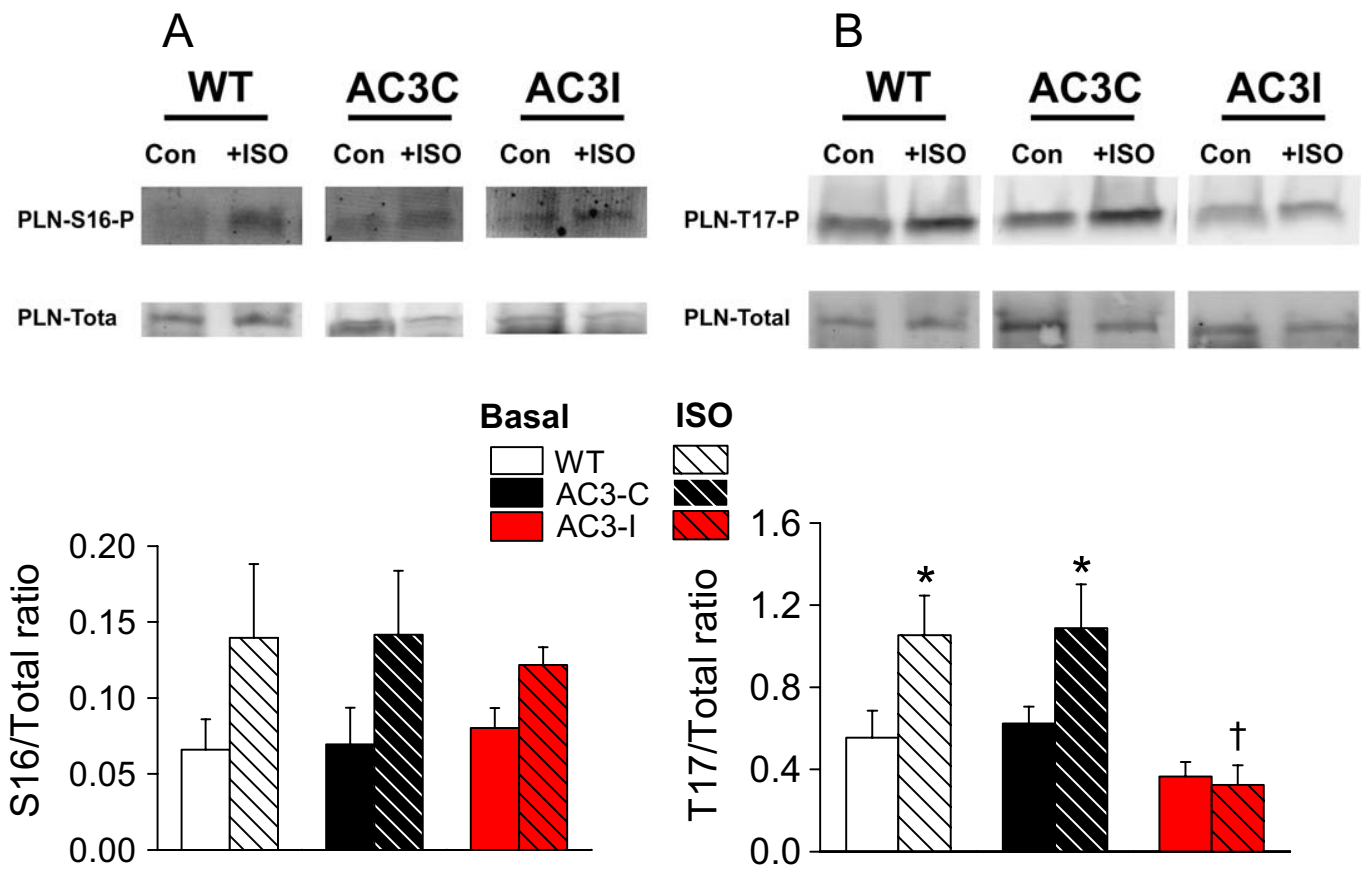 A
WT AC3C AC3I
Con +ISO Con +ISO Con +ISO
PLN-S16-P
PLN-Tota
B
WT AC3C AC3I
Con +ISO Con +ISO Con +ISO
PLN-T17-P
PLN-Total
Basal ISO
WT
AC3-C
AC3-I
S16/Total ratio
0.20
0.15
0.10
0.05
0.00
T17/Total ratio
1.6
1.2
0.8
0.4
0.0
* * †